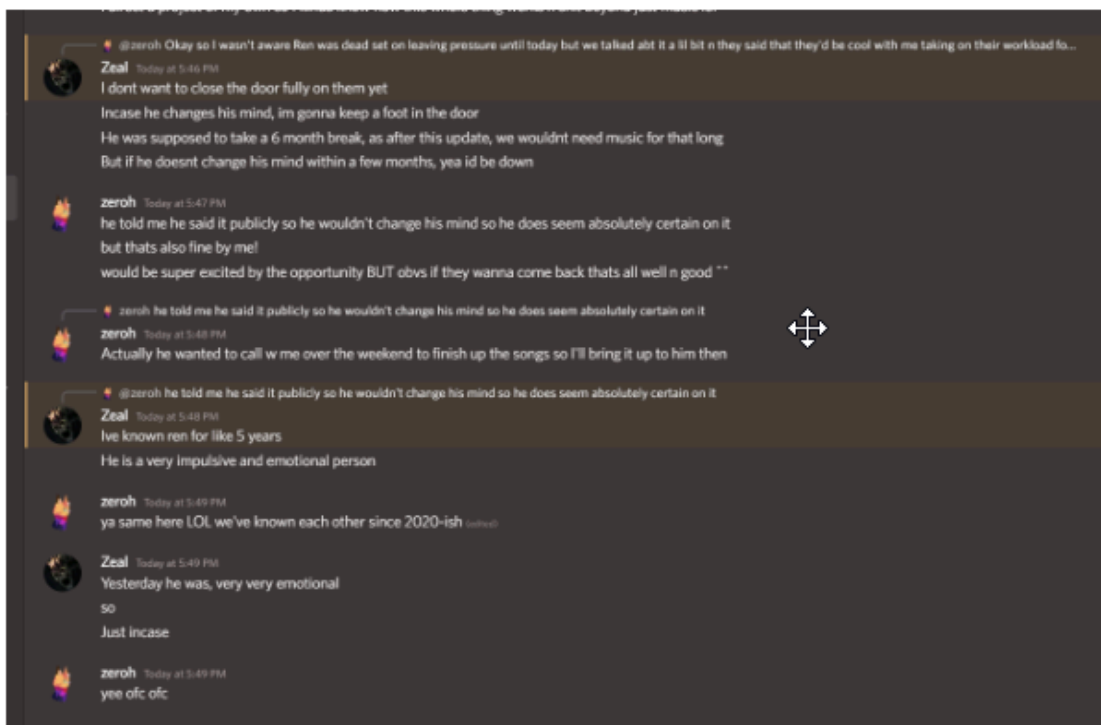 @zeroh Okay so I wasn't aware Ren was dead set on leaving pressure until today but we talked abt it a lil bit n they said that they'd be cool with me taking on their workload fo...
Zeal Today at 5:46 PM
I dont want to close the door fully on them yet
Incase he changes his mind, im gonna keep a foot in the door
He was supposed to take a 6 month break, as after this update, we wouldnt need music for that long
But if he doesnt change his mind within a few months, yea id be down
zeroh Today at 5:47 PM
he told me he said it publicly so he wouldn't change his mind so he does seem absolutely certain on it
but thats also fine by me!
would be super excited by the opportunity BUT obvs if they wanna come back thats all well n good ^^
zeroh he told me he said it publicly so he wouldn't change his mind so he does seem absolutely certain on it
zeroh Today at 5:48 PM
Actually he wanted to call w me over the weekend to finish up the songs so I'll bring it up to him then
@zeroh he told me he said it publicly so he wouldn't change his mind so he does seem absolutely certain on it
Zeal Today at 5:48 PM
Ive known ren for like 5 years
He is a very impulsive and emotional person
zeroh Today at 5:49 PM
ya same here LOL we've known each other since 2020-ish (edited)
Zeal Today at 5:49 PM
Yesterday he was, very very emotional
so
Just incase
zeroh Today at 5:49 PM
yee ofc ofc